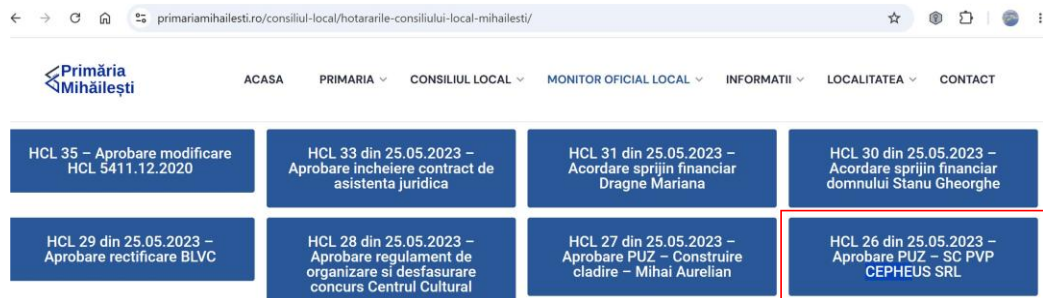 primariamihailesti.ro/consiliul-local/hotararile-consiliului-local-mihailesti/
Primăria
Mihăilești
ACASA PRIMARIA CONSILIUL LOCAL MONITOR OFICIAL LOCAL INFORMATII LOCALITATEA CONTACT
HCL 35 – Aprobare modificare
HCL 5411.12.2020
HCL 33 din 25.05.2023 –
Aprobare incheiere contract de
asistenta juridica
HCL 31 din 25.05.2023 –
Acordare sprijin financiar
Dragne Mariana
HCL 30 din 25.05.2023 –
Acordare sprijin financiar
domnului Stanu Gheorghe
HCL 29 din 25.05.2023 –
Aprobare rectificare BLVC
HCL 28 din 25.05.2023 –
Aprobare regulament de
organizare si desfasurare
concurs Centrul Cultural
HCL 27 din 25.05.2023 –
Aprobare PUZ – Construire
cladire – Mihai Aurelian
HCL 26 din 25.05.2023 –
Aprobare PUZ – SC PVP
CEPHEUS SRL